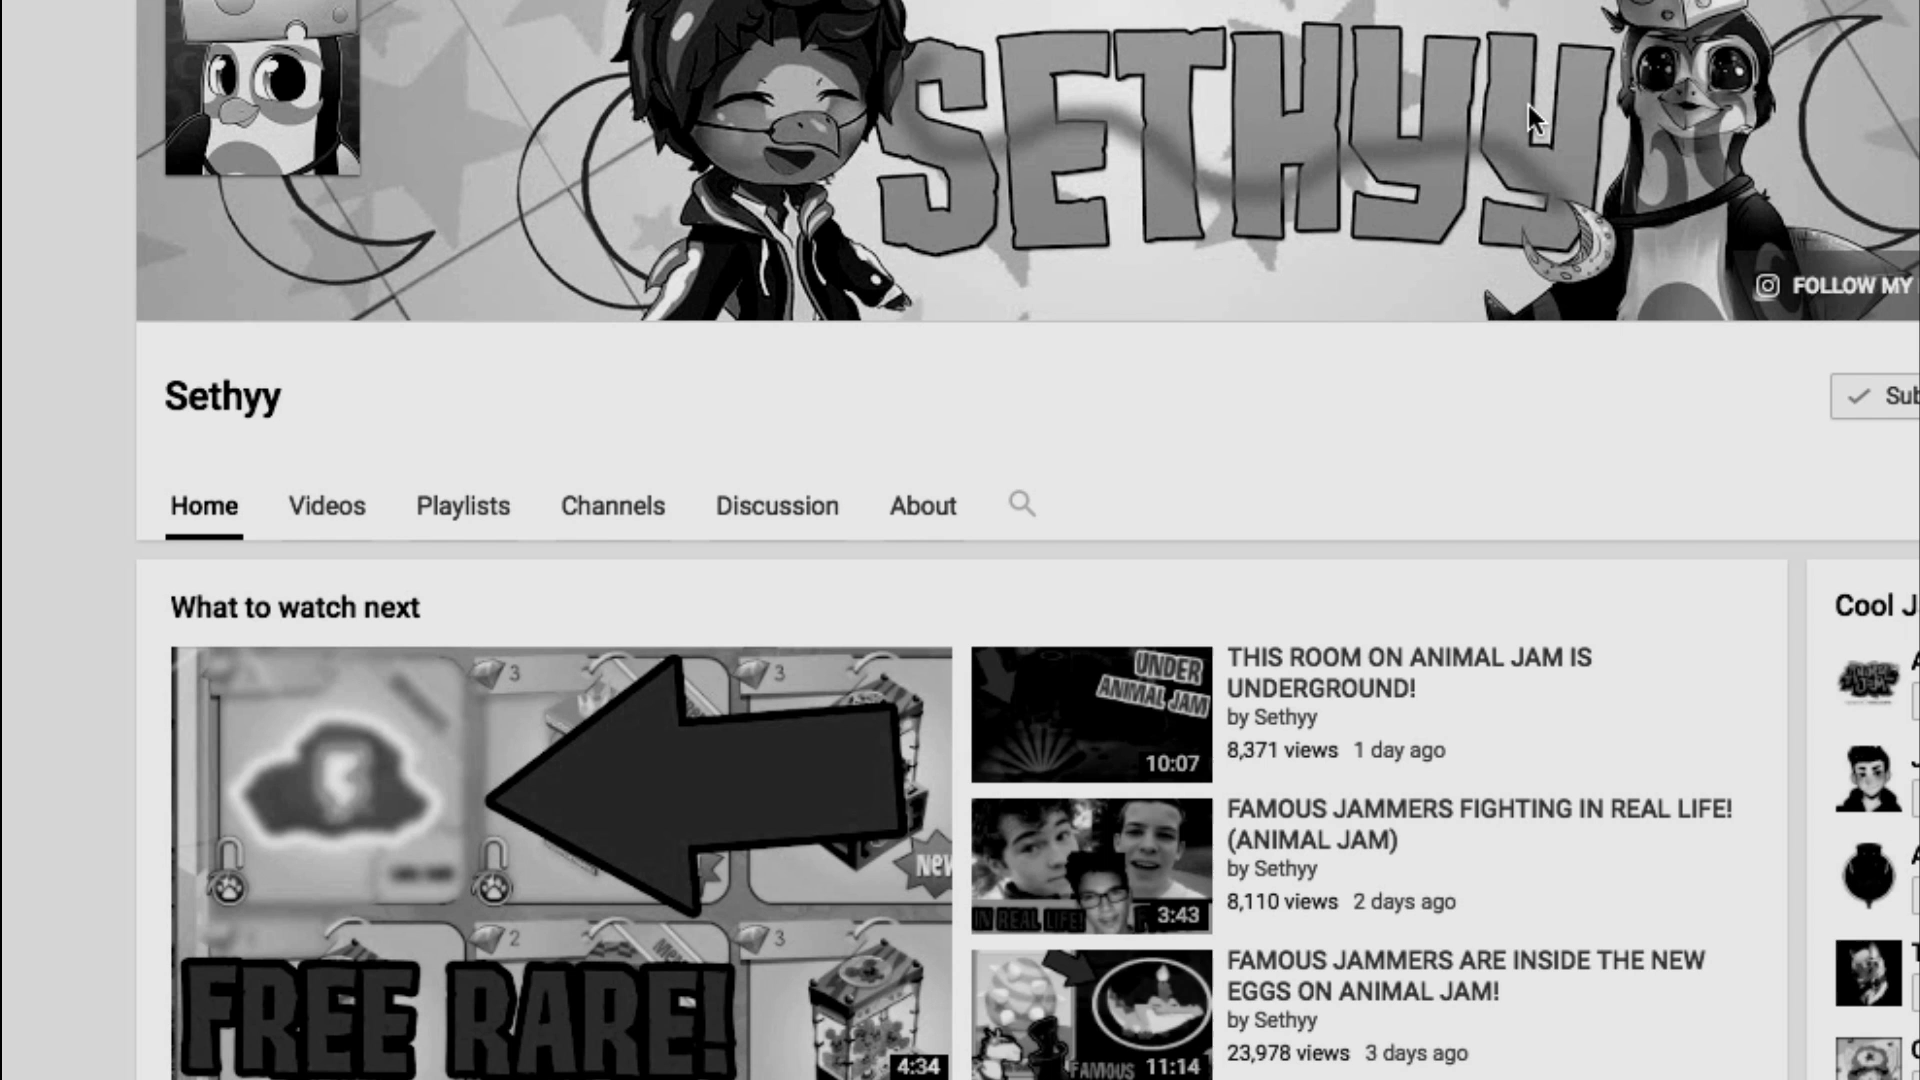 SETHYY
FOLLOW MY
Sethyy
Sub
Home Videos Playlists Channels Discussion About
What to watch next
Cool J
3
3
New
2
3
FREE RARE!
4:34
UNDER
ANIMAL JAM
10:07
THIS ROOM ON ANIMAL JAM IS
UNDERGROUND!
by Sethyy
8,371 views 1 day ago
IN REAL LIFE!
3:43
FAMOUS JAMMERS FIGHTING IN REAL LIFE!
(ANIMAL JAM)
by Sethyy
8,110 views 2 days ago
FAMOUS
11:14
FAMOUS JAMMERS ARE INSIDE THE NEW
EGGS ON ANIMAL JAM!
by Sethyy
23,978 views 3 days ago